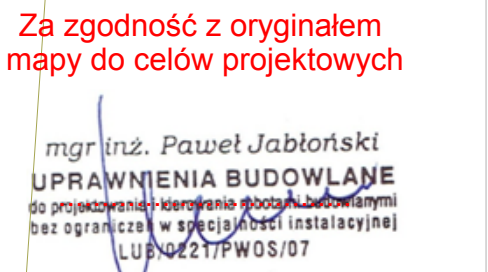 Za zgodność z oryginałem
mapy do celów projektowych
mgr inż. Paweł Jabłoński
UPRAWNIENIA BUDOWLANE
do projektowania i kierowania robotami budowlanymi
bez ograniczeń w specjalności instalacyjnej
LUB/0221/PWOS/07